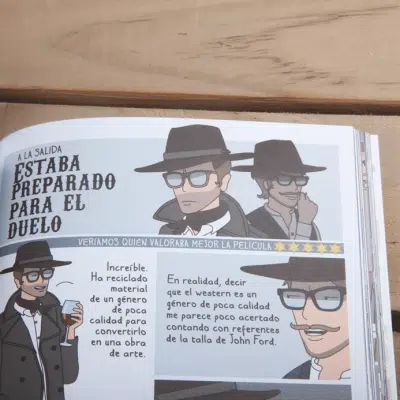 A LA SALIDA
ESTABA
PREPARADO
PARA EL
DUELO
VERÍAMOS QUIÉN VALORABA MEJOR LA PELÍCULA
Increíble.
Ha reciclado
material
de un género
de poca
calidad para
convertirlo
en una obra
de arte.
En realidad, decir
que el western es un
género de poca calidad
me parece poco acertado
contando con referentes
de la talla de John Ford.